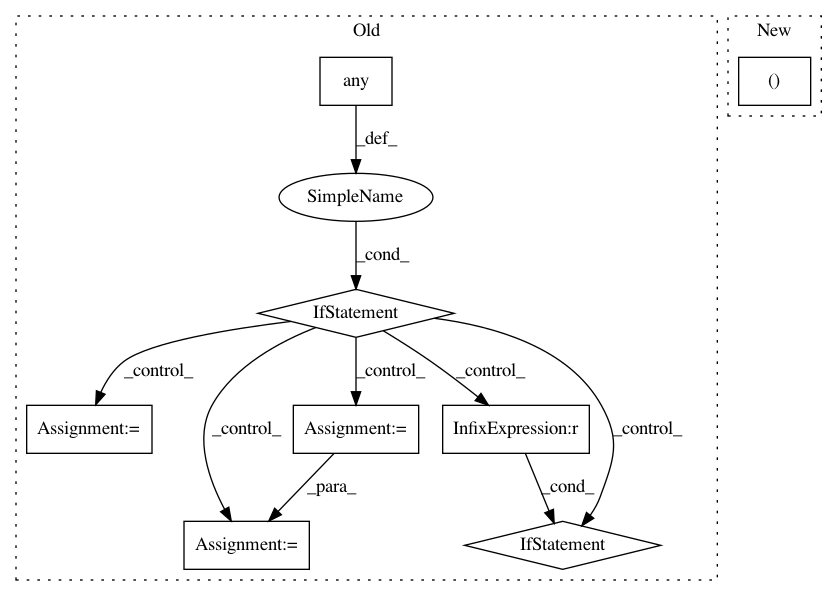 Old
New
any
()
_def_
SimpleName
_cond_
IfStatement
_control_
_control_
_control_
_control_
_control_
Assignment:=
Assignment:=
InfixExpression:r
_para_
_cond_
Assignment:=
IfStatement